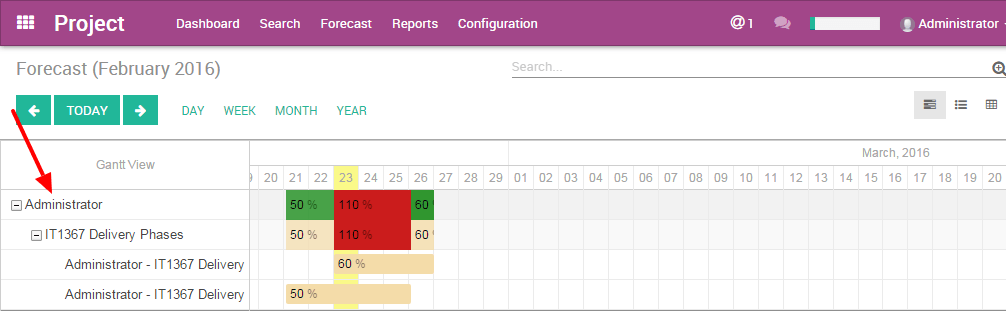 Project Dashboard Search Forecast Reports Configuration @ 1 Administrator
Forecast (February 2016) Search...
TODAY DAY WEEK MONTH YEAR
Gantt View March, 2016
20 21 22 23 24 25 26 27 28 29 01 02 03 04 05 06 07 08 09 10 11 12 13 14 15 16 17 18 19 20
Administrator 50 % 110 % 60
IT1367 Delivery Phases 50 % 110 % 60 %
Administrator - IT1367 Delivery 60 %
Administrator - IT1367 Delivery 50 %